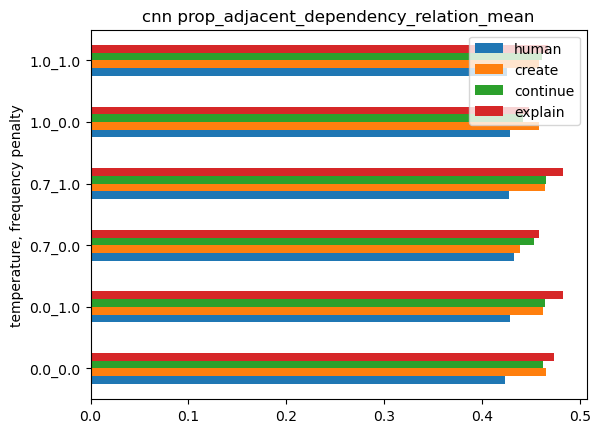 cnn prop_adjacent_dependency_relation_mean
human
create
continue
explain
temperature, frequency penalty
1.0_1.0
1.0_0.0
0.7_1.0
0.7_0.0
0.0_1.0
0.0_0.0
0.0 0.1 0.2 0.3 0.4 0.5